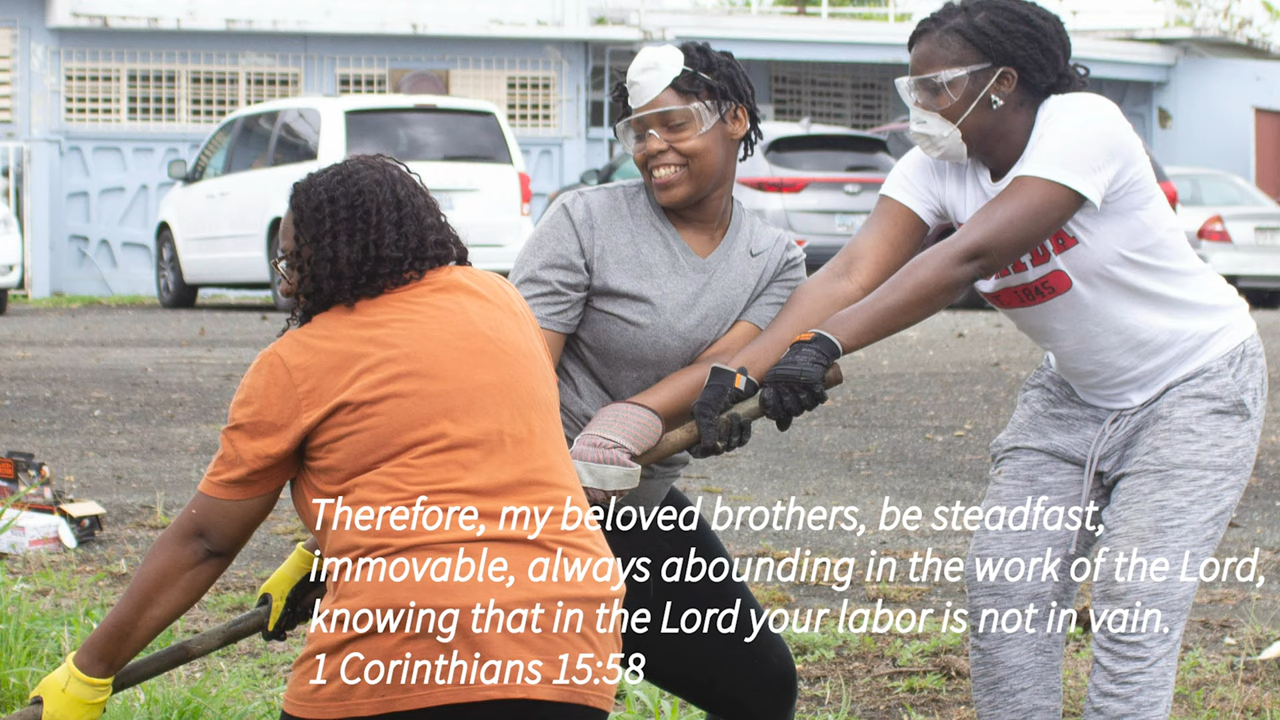 1845
Therefore, my beloved brothers, be steadfast,
immovable, always abounding in the work of the Lord,
knowing that in the Lord your labor is not in vain.
1 Corinthians 15:58